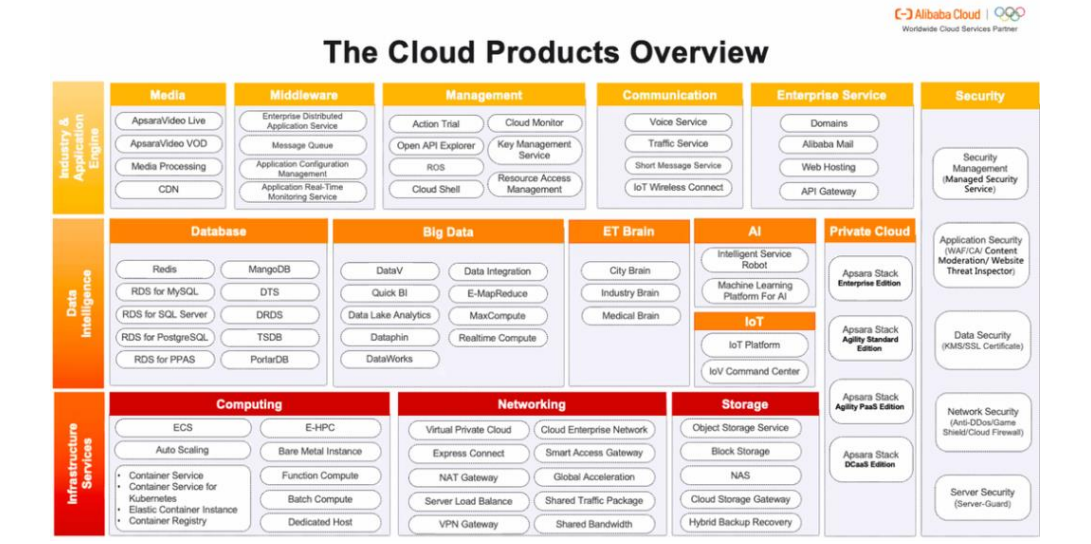 Alibaba Cloud
Worldwide Cloud Services Partner
The Cloud Products Overview
Industry &
Application
Engine
Media
ApsaraVideo Live
ApsaraVideo VOD
Media Processing
CDN
Middleware
Enterprise Distributed
Application Service
Message Queue
Application Configuration
Management
Application Real-Time
Monitoring Service
Management
Action Trial
Open API Explorer
ROS
Cloud Shell
Cloud Monitor
Key Management
Service
Resource Access
Management
Communication
Voice Service
Traffic Service
Short Message Service
IoT Wireless Connect
Enterprise Service
Domains
Alibaba Mail
Web Hosting
API Gateway
Security
Security
Management
(Managed Security
Service)
Application Security
(WAF/CA/ Content
Moderation/ Website
Threat Inspector)
Data Security
(KMS/SSL Certificate)
Network Security
(Anti-DDos/Game
Shield/Cloud Firewall)
Server Security
(Server-Guard)
Data
Intelligence
Database
Redis
RDS for MySQL
RDS for SQL Server
RDS for PostgreSQL
RDS for PPAS
MangoDB
DTS
DRDS
TSDB
PorlarDB
Big Data
DataV
Quick BI
Data Lake Analytics
Dataphin
DataWorks
Data Integration
E-MapReduce
MaxCompute
Realtime Compute
ET Brain
City Brain
Industry Brain
Medical Brain
AI
Intelligent Service
Robot
Machine Learning
Platform For AI
IoT
IoT Platform
IoV Command Center
Private Cloud
Apsara Stack
Enterprise Edition
Apsara Stack
Agility Standard
Edition
Apsara Stack
Agility PaaS Edition
Apsara Stack
DCaaS Edition
Infrastructure
Services
Computing
ECS
Auto Scaling
• Container Service
• Container Service for
Kubernetes
• Elastic Container Instance
• Container Registry
E-HPC
Bare Metal Instance
Function Compute
Batch Compute
Dedicated Host
Networking
Virtual Private Cloud
Express Connect
NAT Gateway
Server Load Balance
VPN Gateway
Cloud Enterprise Network
Smart Access Gateway
Global Acceleration
Shared Traffic Package
Shared Bandwidth
Storage
Object Storage Service
Block Storage
NAS
Cloud Storage Gateway
Hybrid Backup Recovery